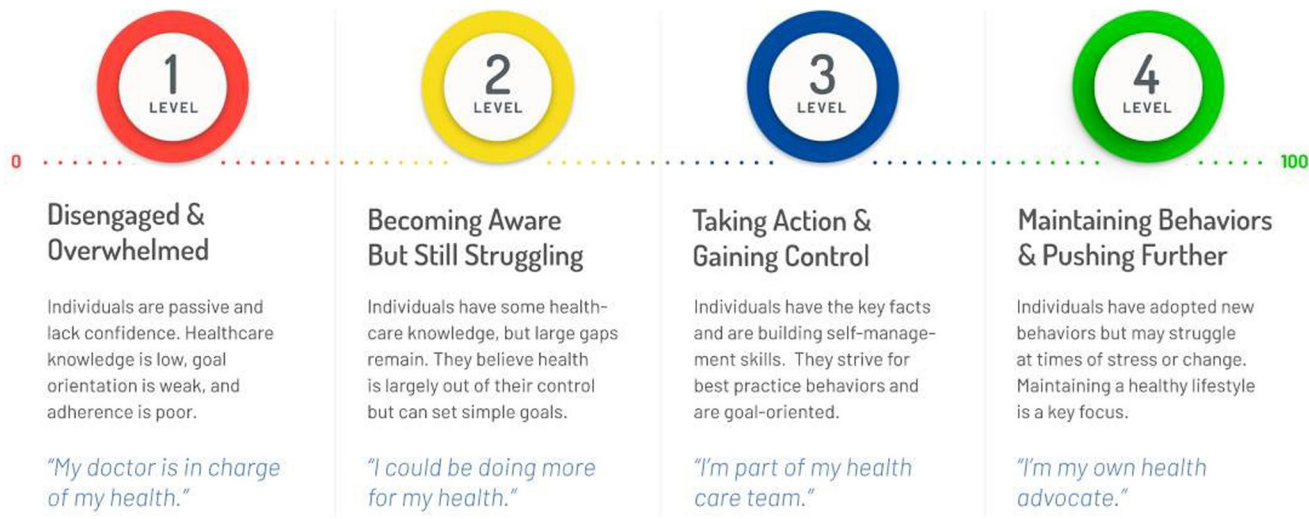 1
LEVEL
2
LEVEL
3
LEVEL
4
LEVEL
0
100
Disengaged &
Overwhelmed
Individuals are passive and
lack confidence. Healthcare
knowledge is low, goal
orientation is weak, and
adherence is poor.
“My doctor is in charge
of my health.”
Becoming Aware
But Still Struggling
Individuals have some health-
care knowledge, but large gaps
remain. They believe health
is largely out of their control
but can set simple goals.
“I could be doing more
for my health.”
Taking Action &
Gaining Control
Individuals have the key facts
and are building self-manage-
ment skills. They strive for
best practice behaviors and
are goal-oriented.
“I’m part of my health
care team.”
Maintaining Behaviors
& Pushing Further
Individuals have adopted new
behaviors but may struggle
at times of stress or change.
Maintaining a healthy lifestyle
is a key focus.
“I’m my own health
advocate.”